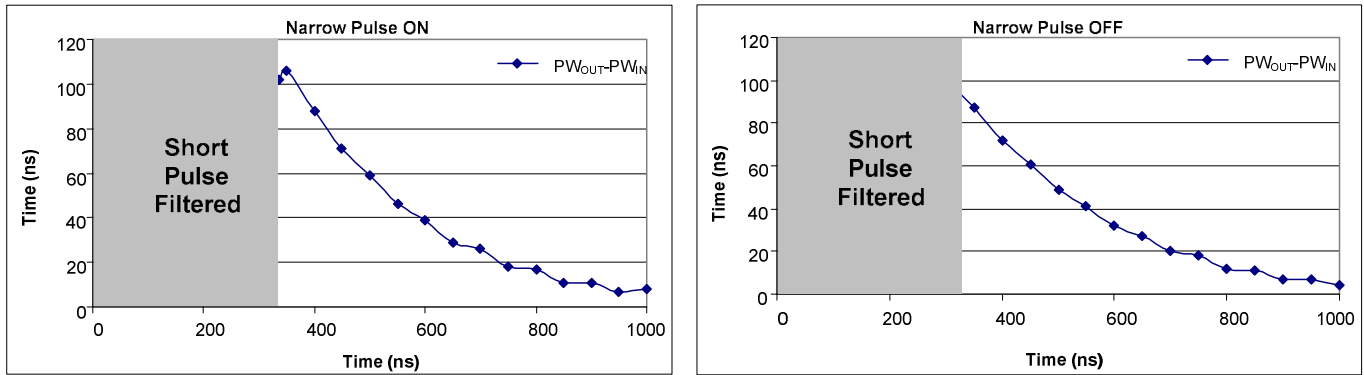 Narrow Pulse ON
120
100
80
60
40
20
0
Time (ns)
Short
Pulse
Filtered
PWOUT-PWIN
0 200 400 600 800 1000
Time (ns)
Narrow Pulse OFF
120
100
80
60
40
20
0
Time (ns)
Short
Pulse
Filtered
PWOUT-PWIN
0 200 400 600 800 1000
Time (ns)